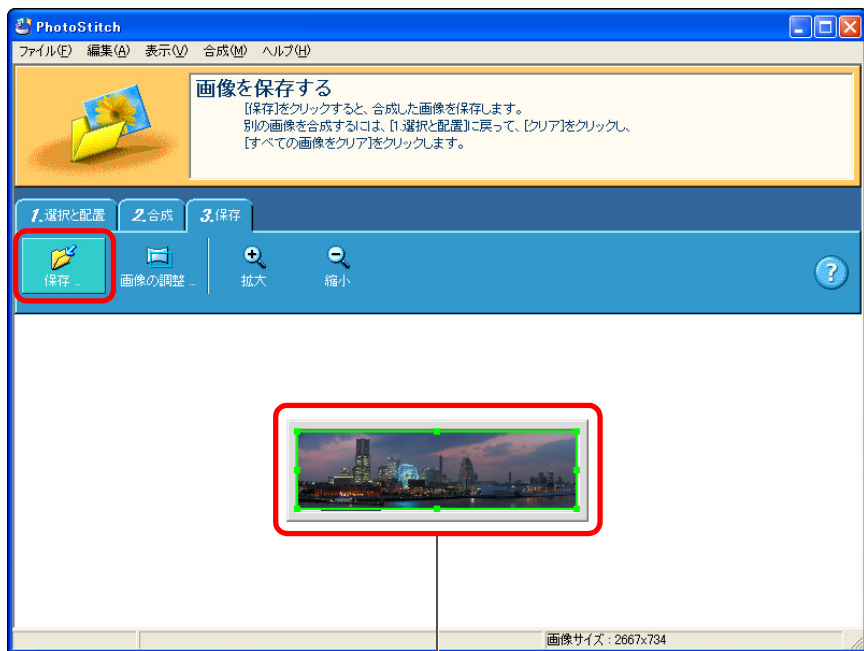 PhotoStitch
ファイル(F) 編集(A) 表示(V) 合成(M) ヘルプ(H)
画像を保存する
[保存]をクリックすると、合成した画像を保存します。
別の画像を合成するには、[1.選択と配置]に戻って、[クリア]をクリックし、
[すべての画像をクリア]をクリックします。
1.選択と配置 2.合成 3.保存
保存 ... 画像の調整 ... 拡大 縮小 ?
画像サイズ : 2667x734